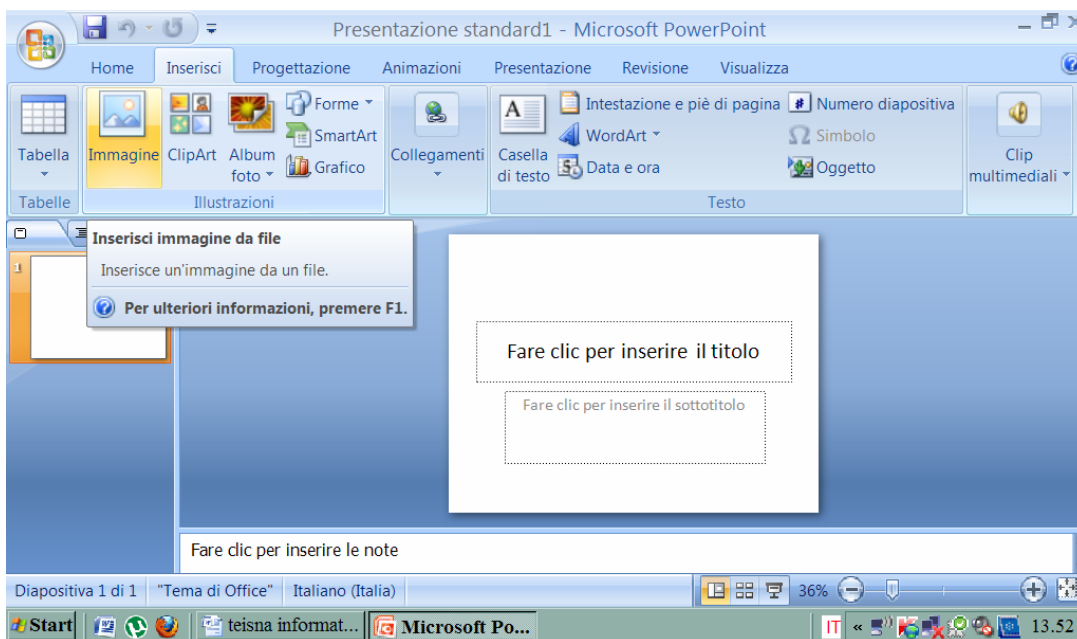 Presentazione standard1 - Microsoft PowerPoint
Home Inserisci Progettazione Animazioni Presentazione Revisione Visualizza
Tabella
Immagine
ClipArt
Album
foto
Forme
SmartArt
Grafico
Collegamenti
Casella
di testo
Intestazione e piè di pagina
WordArt
Data e ora
Numero diapositiva
Simbolo
Oggetto
Clip
multimediali
Tabelle Illustrazioni Testo
Inserisci immagine da file
Inserisce un'immagine da un file.
Per ulteriori informazioni, premere F1.
1
Fare clic per inserire il titolo
Fare clic per inserire il sottotitolo
Fare clic per inserire le note
Diapositiva 1 di 1 "Tema di Office" Italiano (Italia) 36%
Start teisna informat... Microsoft Po... IT « 13.52